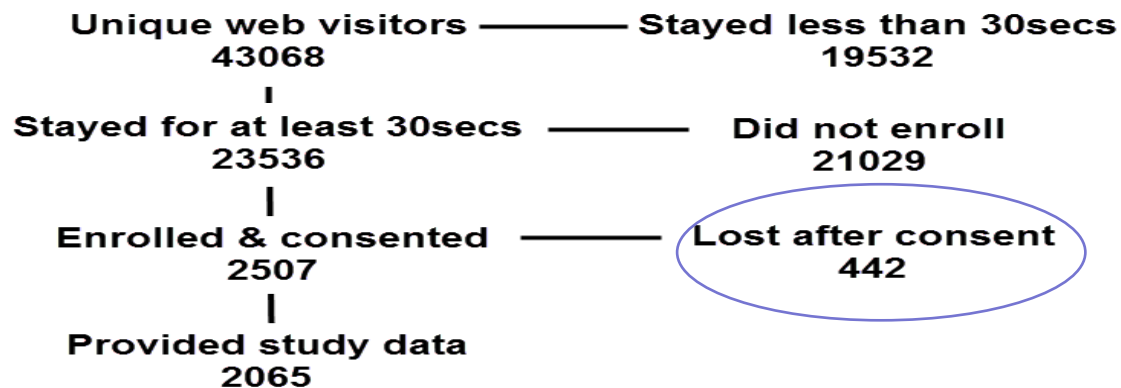 Unique web visitors
43068
Stayed less than 30secs
19532
Stayed for at least 30secs
23536
Did not enroll
21029
Enrolled & consented
2507
Lost after consent
442
Provided study data
2065